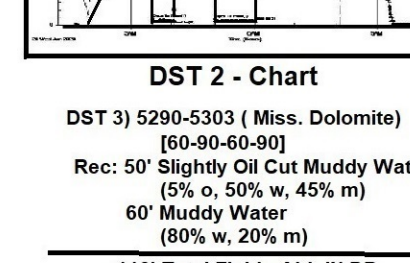 DST 2 - Chart
DST 3) 5290-5303 ( Miss. Dolomite)
[60-90-60-90]
Rec: 50' Slightly Oil Cut Muddy Wat
(5% o, 50% w, 45% m)
60' Muddy Water
(80% w, 20% m)